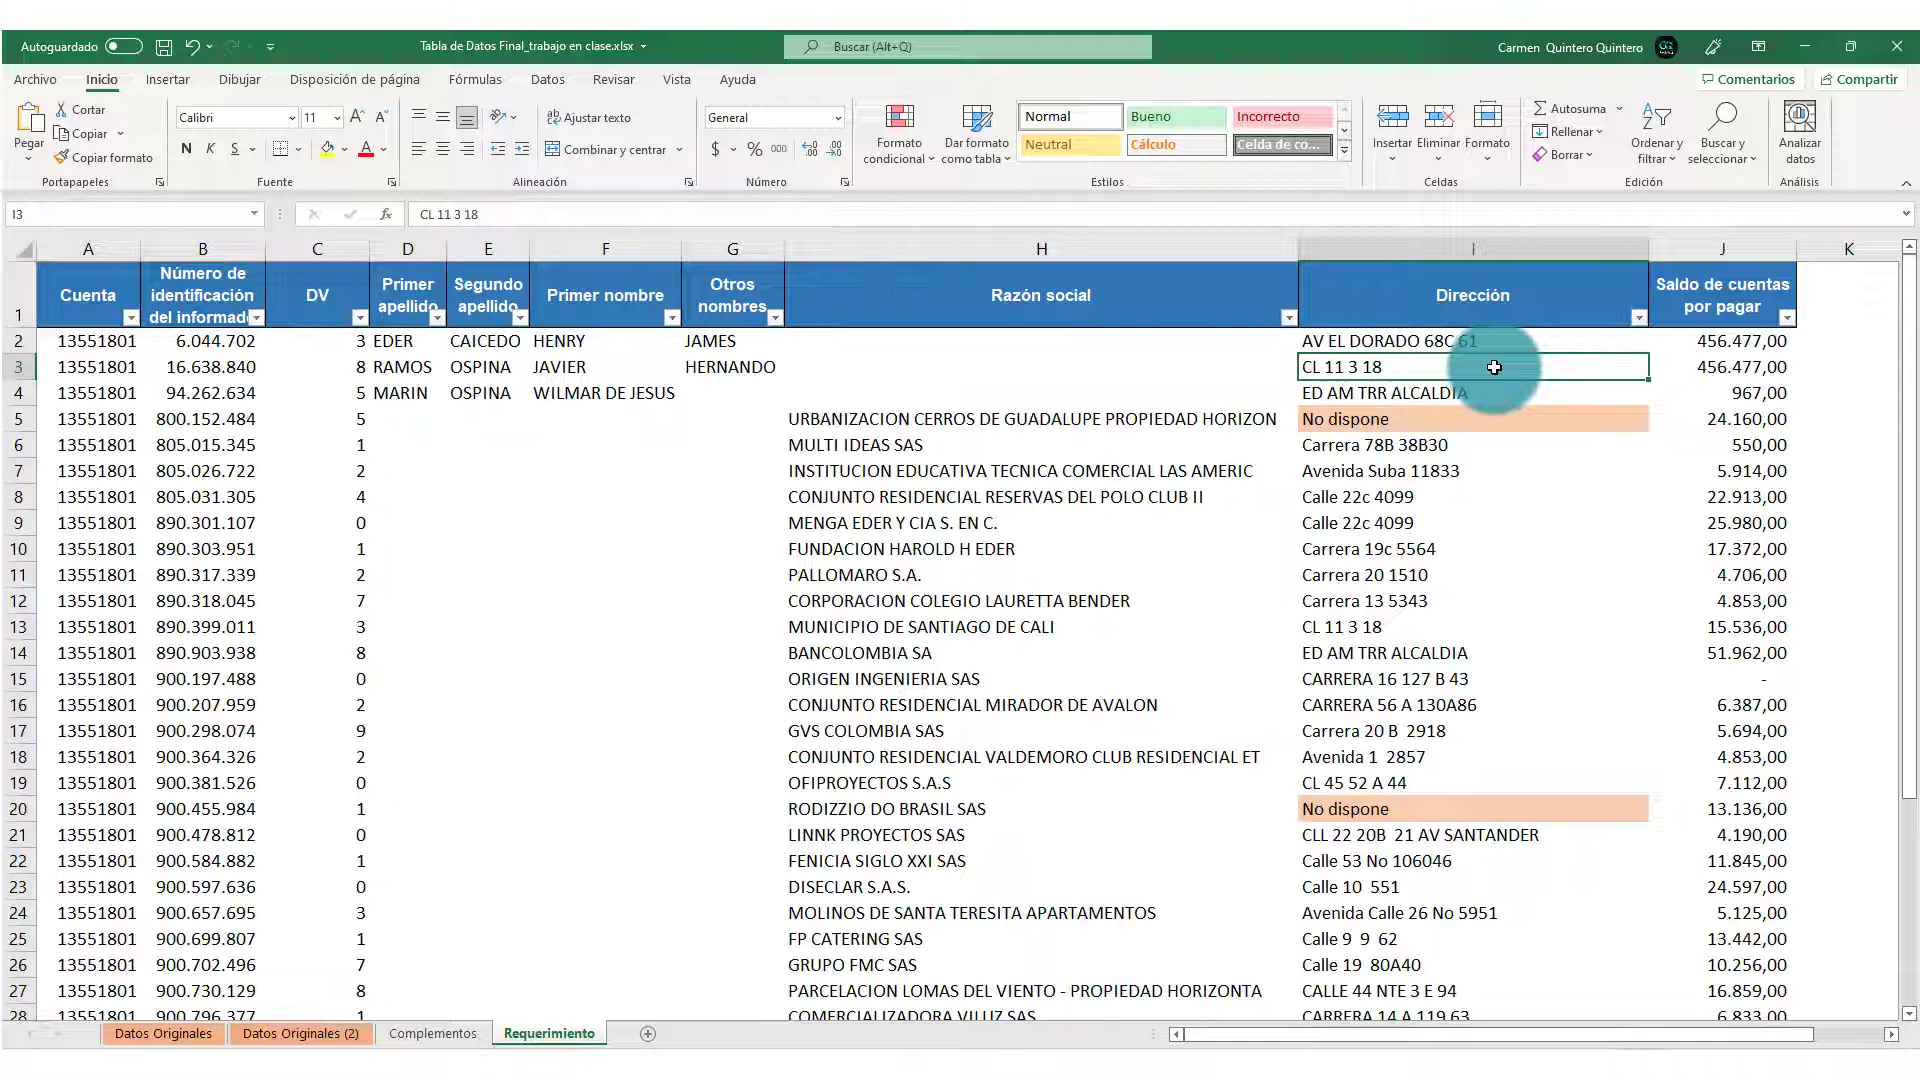 Autoguardado
Tabla de Datos Final_trabajo en clase.xlsx
Buscar (Alt+Q)
Carmen Quintero Quintero
Archivo Inicio Insertar Dibujar Disposición de página Fórmulas Datos Revisar Vista Ayuda
Comentarios
Compartir
Pegar
Cortar
Copiar
Copiar formato
Portapapeles
Calibri 11
N K S
Fuente
Ajustar texto
Combinar y centrar
Alineación
General
$ % 000
Número
Formato condicional
Dar formato como tabla
Normal Bueno Incorrecto
Neutral Cálculo Celda de co...
Estilos
Insertar Eliminar Formato
Celdas
Autosuma
Rellenar
Borrar
Ordenar y filtrar
Buscar y seleccionar
Edición
Analizar datos
Análisis
I3 fx CL 11 3 18
A B C D E F G H I J K
1 Cuenta Número de identificación del informado DV Primer apellido Segundo apellido Primer nombre Otros nombres Razón social Dirección Saldo de cuentas por pagar
2 13551801 6.044.702 3 EDER CAICEDO HENRY JAMES AV EL DORADO 68C 61 456.477,00
3 13551801 16.638.840 8 RAMOS OSPINA JAVIER HERNANDO CL 11 3 18 456.477,00
4 13551801 94.262.634 5 MARIN OSPINA WILMAR DE JESUS ED AM TRR ALCALDIA 967,00
5 13551801 800.152.484 5 URBANIZACION CERROS DE GUADALUPE PROPIEDAD HORIZON No dispone 24.160,00
6 13551801 805.015.345 1 MULTI IDEAS SAS Carrera 78B 38B30 550,00
7 13551801 805.026.722 2 INSTITUCION EDUCATIVA TECNICA COMERCIAL LAS AMERIC Avenida Suba 11833 5.914,00
8 13551801 805.031.305 4 CONJUNTO RESIDENCIAL RESERVAS DEL POLO CLUB II Calle 22c 4099 22.913,00
9 13551801 890.301.107 0 MENGA EDER Y CIA S. EN C. Calle 22c 4099 25.980,00
10 13551801 890.303.951 1 FUNDACION HAROLD H EDER Carrera 19c 5564 17.372,00
11 13551801 890.317.339 2 PALLOMARO S.A. Carrera 20 1510 4.706,00
12 13551801 890.318.045 7 CORPORACION COLEGIO LAURETTA BENDER Carrera 13 5343 4.853,00
13 13551801 890.399.011 3 MUNICIPIO DE SANTIAGO DE CALI CL 11 3 18 15.536,00
14 13551801 890.903.938 8 BANCOLOMBIA SA ED AM TRR ALCALDIA 51.962,00
15 13551801 900.197.488 0 ORIGEN INGENIERIA SAS CARRERA 16 127 B 43 -
16 13551801 900.207.959 2 CONJUNTO RESIDENCIAL MIRADOR DE AVALON CARRERA 56 A 130A86 6.387,00
17 13551801 900.298.074 9 GVS COLOMBIA SAS Carrera 20 B 2918 5.694,00
18 13551801 900.364.326 2 CONJUNTO RESIDENCIAL VALDEMORO CLUB RESIDENCIAL ET Avenida 1 2857 4.853,00
19 13551801 900.381.526 0 OFIPROYECTOS S.A.S CL 45 52 A 44 7.112,00
20 13551801 900.455.984 1 RODIZZIO DO BRASIL SAS No dispone 13.136,00
21 13551801 900.478.812 0 LINNK PROYECTOS SAS CLL 22 20B 21 AV SANTANDER 4.190,00
22 13551801 900.584.882 1 FENICIA SIGLO XXI SAS Calle 53 No 106046 11.845,00
23 13551801 900.597.636 0 DISECLAR S.A.S. Calle 10 551 24.597,00
24 13551801 900.657.695 3 MOLINOS DE SANTA TERESITA APARTAMENTOS Avenida Calle 26 No 5951 5.125,00
25 13551801 900.699.807 1 FP CATERING SAS Calle 9 9 62 13.442,00
26 13551801 900.702.496 7 GRUPO FMC SAS Calle 19 80A40 10.256,00
27 13551801 900.730.129 8 PARCELACION LOMAS DEL VIENTO - PROPIEDAD HORIZONTA CALLE 44 NTE 3 E 94 16.859,00
28 13551801 900.796.377 1 COMERCIALIZADORA VILUZ SAS CARRERA 14 A 119 63 6.833,00
Datos Originales Datos Originales (2) Complementos Requerimiento